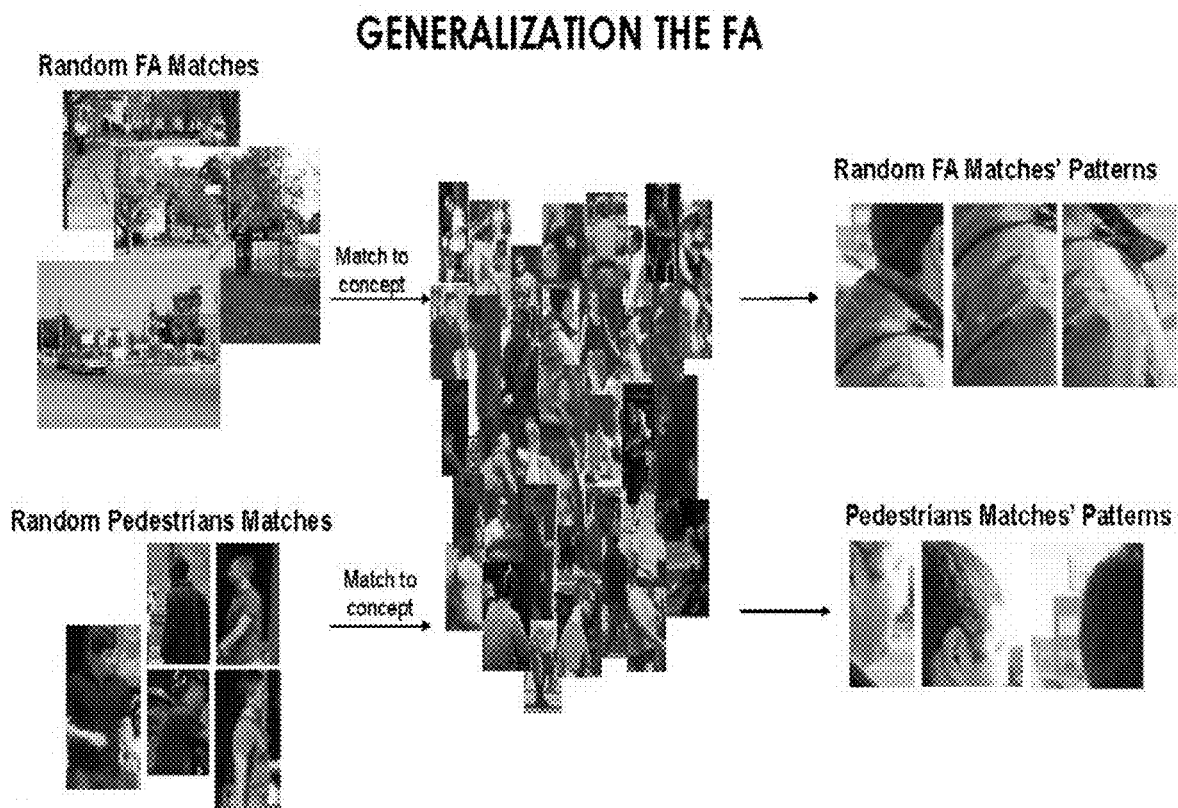 GENERALIZATION THE FA
Random FA Matches
Match to
concept
Random FA Matches' Patterns
Random Pedestrians Matches
Match to
concept
Pedestrians Matches' Patterns